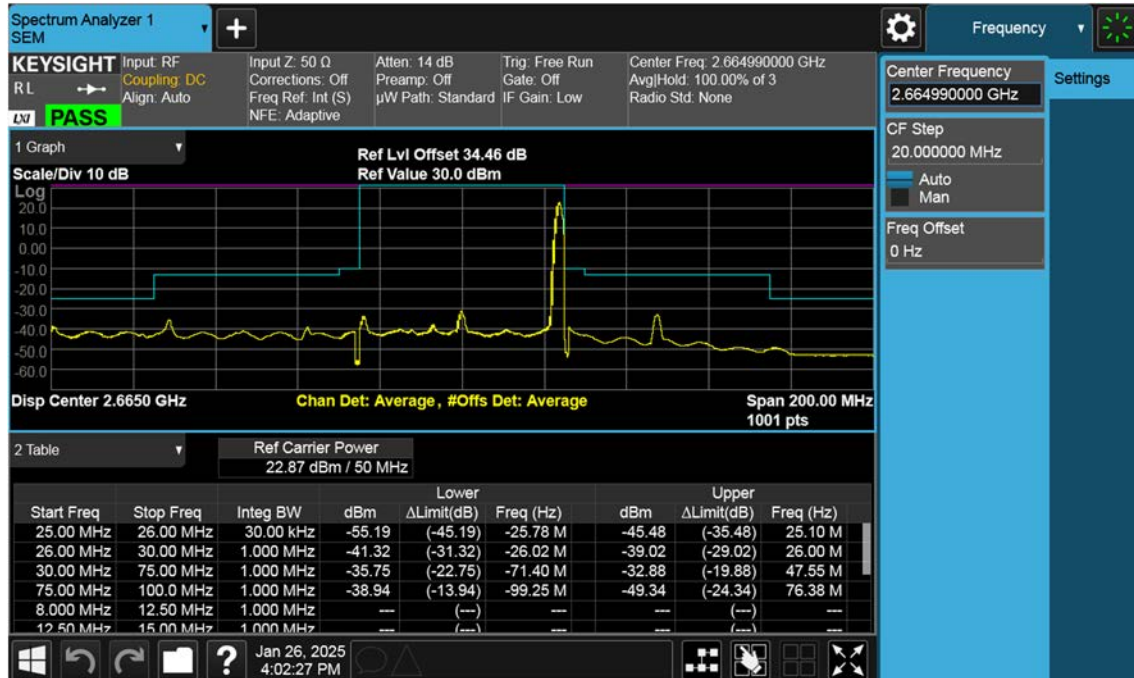 Spectrum Analyzer 1
SEM
Frequency
KEYSIGHT
RL
LXI
PASS
Input: RF
Coupling: DC
Align: Auto
Input Z: 50 Ω
Corrections: Off
Freq Ref: Int (S)
NFE: Adaptive
Atten: 14 dB
Preamp: Off
µW Path: Standard
Trig: Free Run
Gate: Off
IF Gain: Low
Center Freq: 2.664990000 GHz
Avg|Hold: 100.00% of 3
Radio Std: None
Center Frequency
2.664990000 GHz
Settings
CF Step
20.000000 MHz
Auto
Man
Freq Offset
0 Hz
1 Graph
Scale/Div 10 dB
Ref Lvl Offset 34.46 dB
Ref Value 30.0 dBm
Log
20.0
10.0
0.00
-10.0
-20.0
-30.0
-40.0
-50.0
-60.0
Disp Center 2.6650 GHz
Chan Det: Average, #Offs Det: Average
Span 200.00 MHz
1001 pts
2 Table
Ref Carrier Power
22.87 dBm / 50 MHz
Lower Upper
Start Freq Stop Freq Integ BW dBm ΔLimit(dB) Freq (Hz) dBm ΔLimit(dB) Freq (Hz)
25.00 MHz 26.00 MHz 30.00 kHz -55.19 (-45.19) -25.78 M -45.48 (-35.48) 25.10 M
26.00 MHz 30.00 MHz 1.000 MHz -41.32 (-31.32) -26.02 M -39.02 (-29.02) 26.00 M
30.00 MHz 75.00 MHz 1.000 MHz -35.75 (-22.75) -71.40 M -32.88 (-19.88) 47.55 M
75.00 MHz 100.0 MHz 1.000 MHz -38.94 (-13.94) -99.25 M -49.34 (-24.34) 76.38 M
8.000 MHz 12.50 MHz 1.000 MHz --- (---) --- --- (---) ---
12.50 MHz 15.00 MHz 1.000 MHz --- (---) --- --- (---) ---
?
Jan 26, 2025
4:02:27 PM